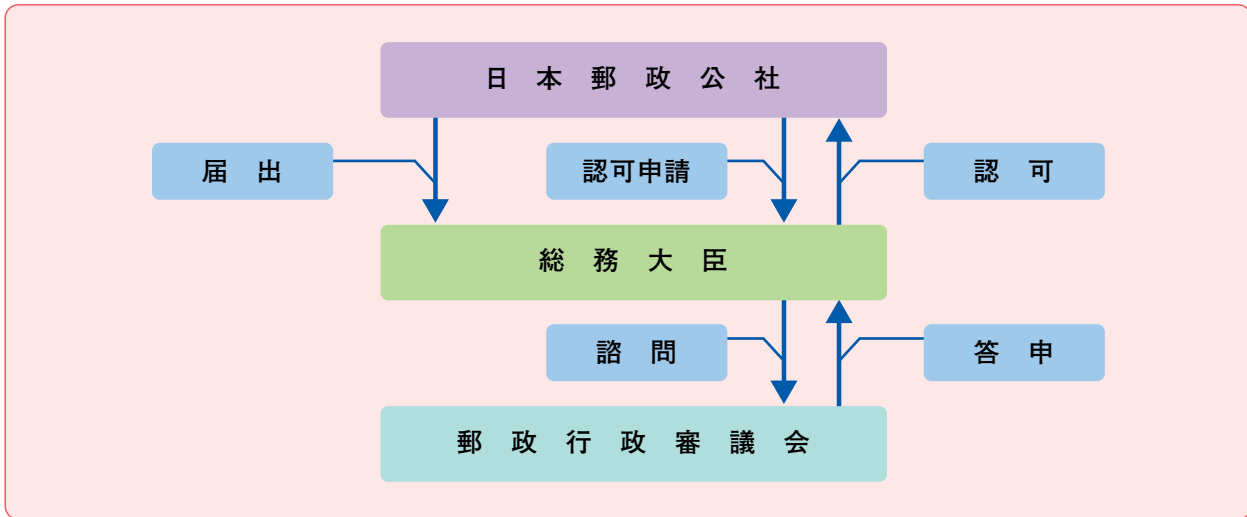 日本郵政公社
届出
認可申請
認可
総務大臣
諮問
答申
郵政行政審議会